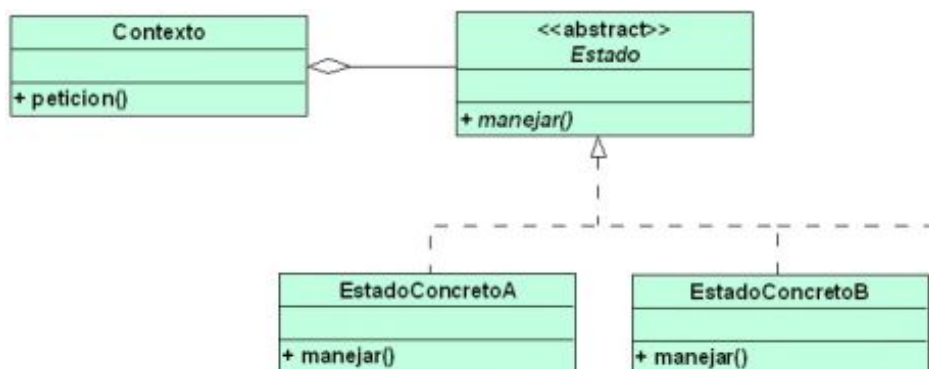 Contexto
+ peticion()
<<abstract>>
Estado
+ manejar()
EstadoConcretoA
+ manejar()
EstadoConcretoB
+ manejar()